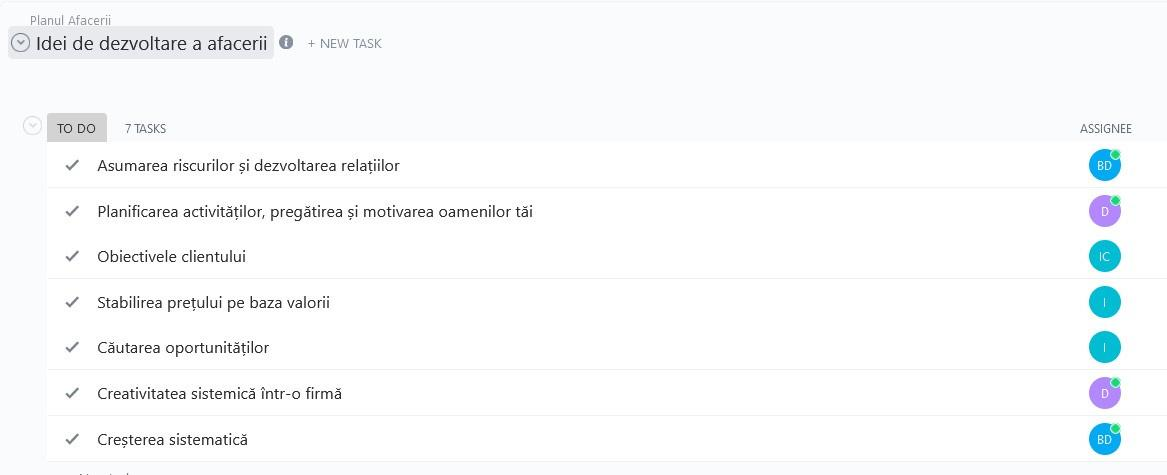 Planul Afacerii
Idei de dezvoltare a afacerii + NEW TASK
TO DO 7 TASKS ASSIGNEE
Asumarea riscurilor și dezvoltarea relațiilor BD
Planificarea activităților, pregătirea și motivarea oamenilor tăi D
Obiectivele clientului IC
Stabilirea prețului pe baza valorii I
Căutarea oportunităților I
Creativitatea sistemică într-o firmă D
Creșterea sistematică BD